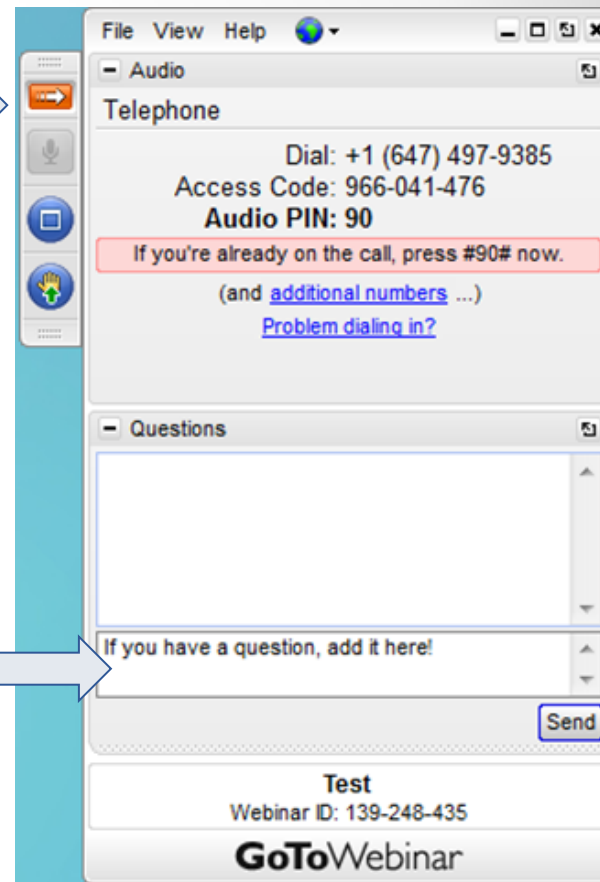 File View Help
Audio
Telephone
Dial: +1 (647) 497-9385
Access Code: 966-041-476
Audio PIN: 90
If you're already on the call, press #90# now.
(and additional numbers ...)
Problem dialing in?
Questions
If you have a question, add it here!
Send
Test
Webinar ID: 139-248-435
GoToWebinar